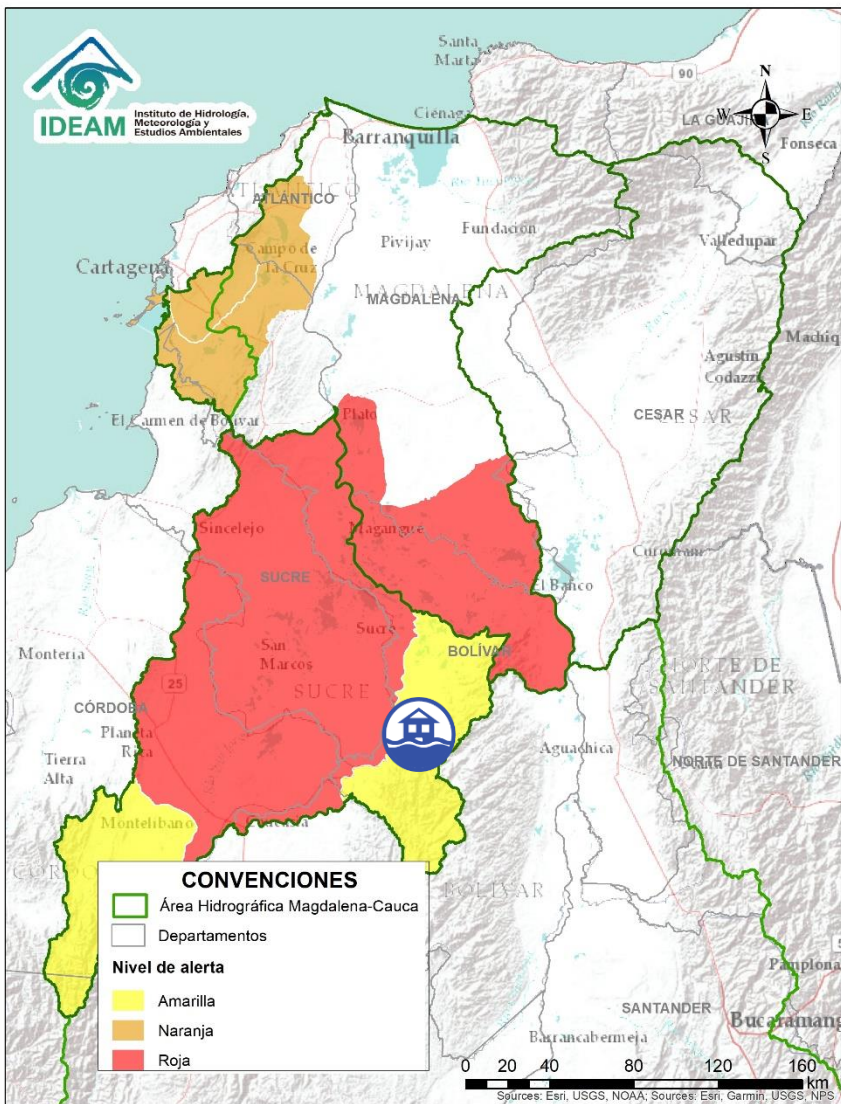 IDEAM
Instituto de Hidrología,
Meteorología y
Estudios Ambientales
Santa
Marta
90
N
W
E
S
LA GUAJIRA
Fonseca
Ciénaga
Barranquilla
ATLÁNTICO
ATLÁNTICO
Cartagena
Campo de
la Cruz
Pivijay
Fundación
Valledupar
MAGDALENA
MAGDALENA
Agustín
Codazzi
CESAR
CESAR
El Carmen de Bolívar
Plato
Sincelejo
Magangué
SUCRE
El Banco
Sucre
San
Marcos
BOLÍVAR
SUCRE
Montería
25
CÓRDOBA
Planeta
Rica
Tierra
Alta
Aguachica
NORTE DE
SANTANDER
NORTE DE SANTANDER
Montelibano
BOLIVAR
CONVENCIONES
Área Hidrográfica Magdalena-Cauca
Departamentos
Nivel de alerta
Amarilla
Naranja
Roja
Pamplona
SANTANDER
Barrancabermeja
Bucaramang
0 20 40 80 120 160
km
Sources: Esri, USGS, NOAA; Sources: Esri, Garmin, USGS, NPS